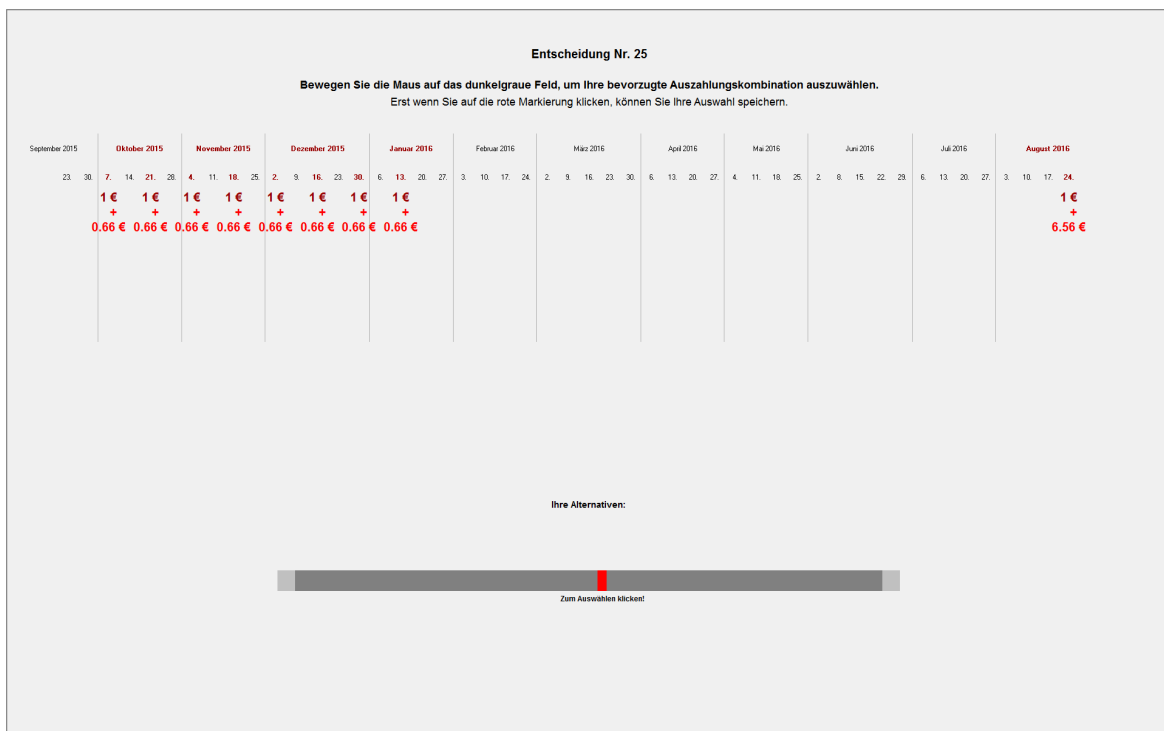 Entscheidung Nr. 25
Bewegen Sie die Maus auf das dunkelgraue Feld, um Ihre bevorzugte Auszahlungskombination auszuwählen.
Erst wenn Sie auf die rote Markierung klicken, können Sie Ihre Auswahl speichern.
September 2015 Oktober 2015 November 2015 Dezember 2015 Januar 2016 Februar 2016 März 2016 April 2016 Mai 2016 Juni 2016 Juli 2016 August 2016
23. 30. 7. 14. 21. 28. 4. 11. 18. 25. 2. 9. 16. 23. 30. 6. 13. 20. 27. 3. 10. 17. 24. 2. 9. 16. 23. 30. 6. 13. 20. 27. 4. 11. 18. 25. 2. 8. 15. 22. 29. 6. 13. 20. 27. 3. 10. 17. 24.
1 € 1 € 1 € 1 € 1 € 1 € 1 € 1 € 1 €
+ + + + + + + + +
0.66 € 0.66 € 0.66 € 0.66 € 0.66 € 0.66 € 0.66 € 0.66 € 6.56 €
Ihre Alternativen:
Zum Auswählen klicken!